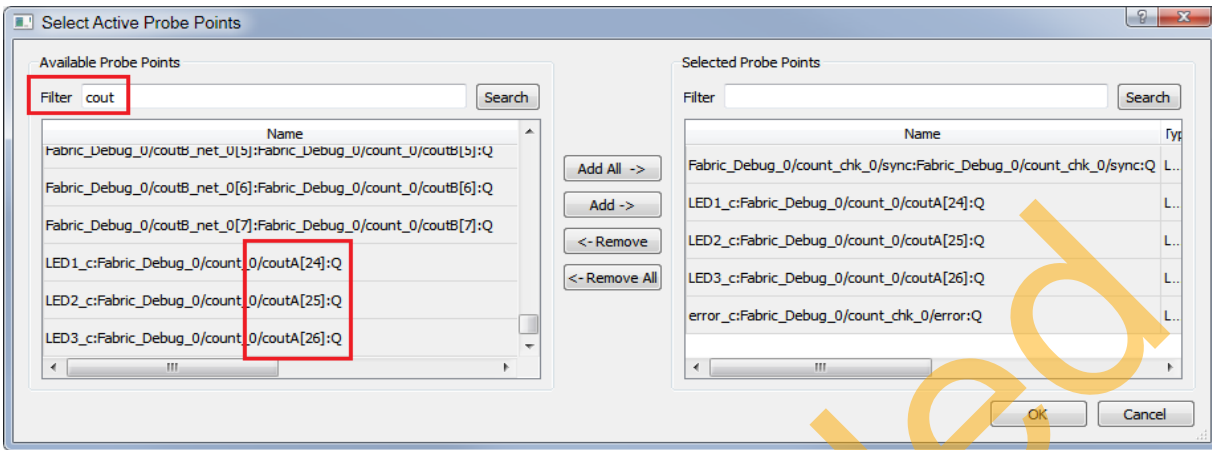 Select Active Probe Points
Available Probe Points
Filter cout Search
Name
Fabric_Debug_0/coutB_net_0[5]:Fabric_Debug_0/count_0/coutB[5]:Q
Fabric_Debug_0/coutB_net_0[6]:Fabric_Debug_0/count_0/coutB[6]:Q
Fabric_Debug_0/coutB_net_0[7]:Fabric_Debug_0/count_0/coutB[7]:Q
LED1_c:Fabric_Debug_0/count_0/coutA[24]:Q
LED2_c:Fabric_Debug_0/count_0/coutA[25]:Q
LED3_c:Fabric_Debug_0/count_0/coutA[26]:Q
Add All ->
Add ->
<- Remove
<- Remove All
Selected Probe Points
Filter Search
Name Typ
Fabric_Debug_0/count_chk_0/sync:Fabric_Debug_0/count_chk_0/sync:Q L...
LED1_c:Fabric_Debug_0/count_0/coutA[24]:Q L...
LED2_c:Fabric_Debug_0/count_0/coutA[25]:Q L...
LED3_c:Fabric_Debug_0/count_0/coutA[26]:Q L...
error_c:Fabric_Debug_0/count_chk_0/error:Q L...
OK Cancel